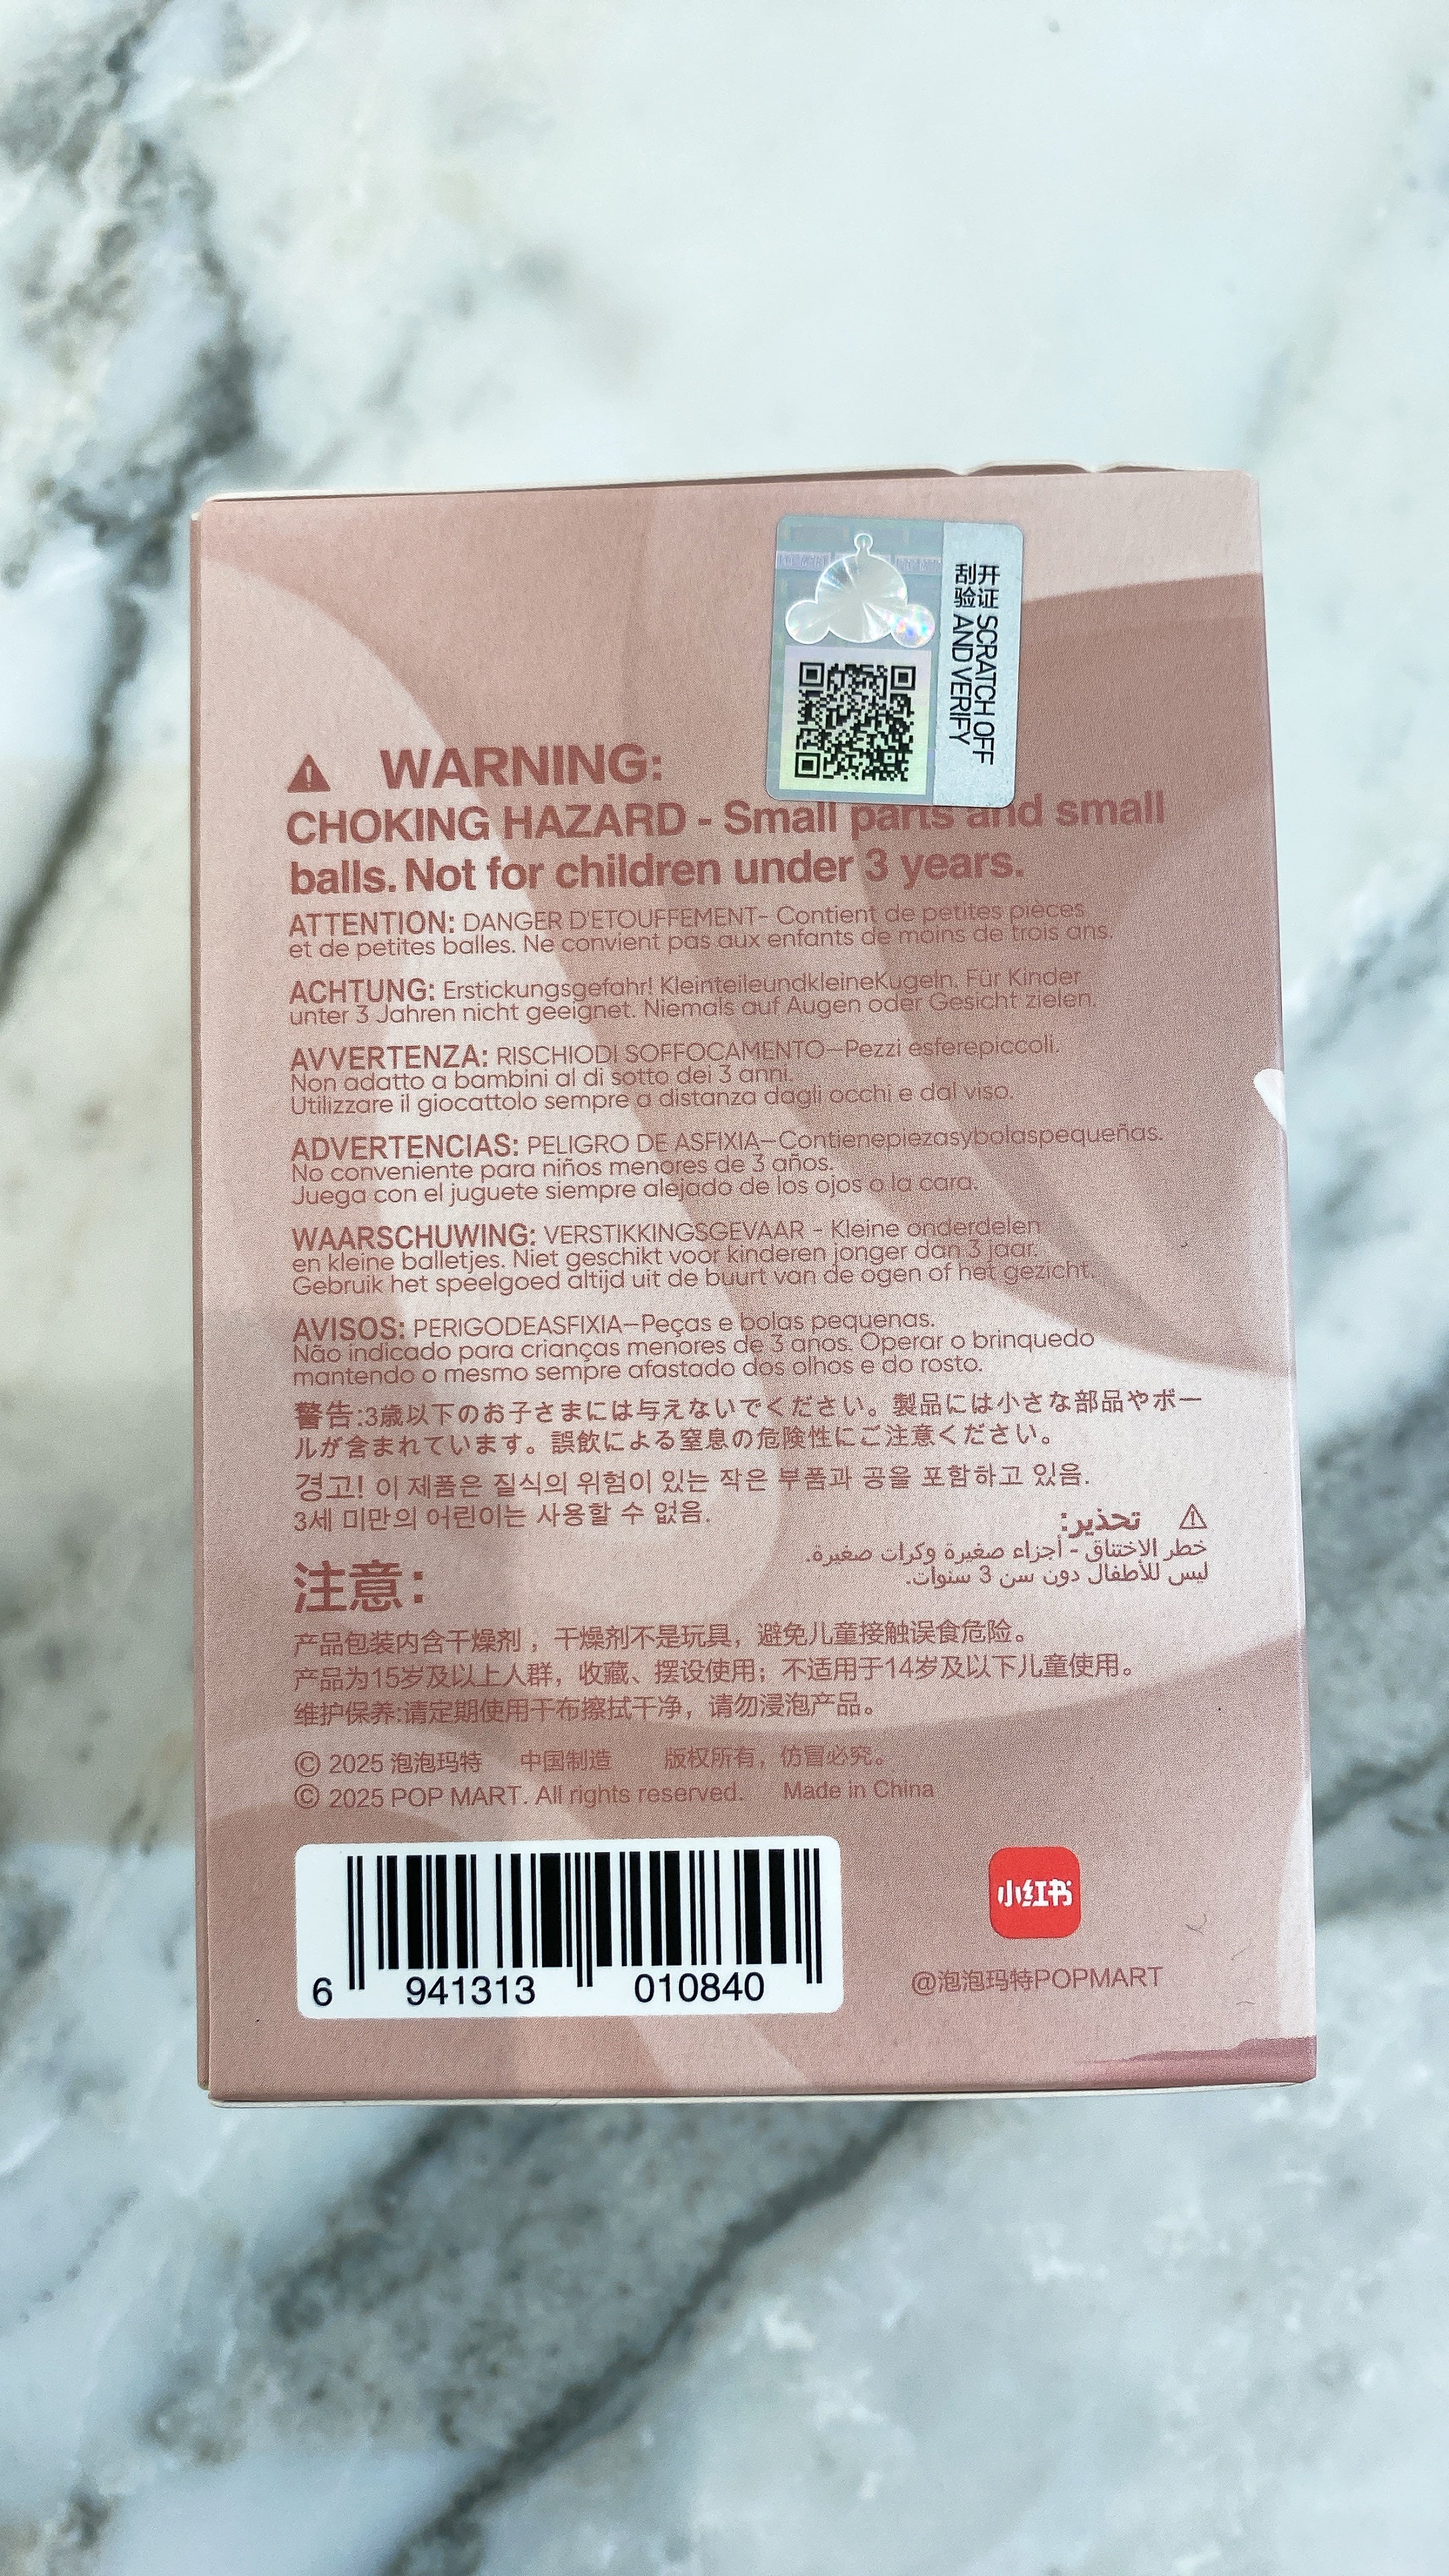 刮开
验证 SCRATCH OFF
AND VERIFY
WARNING:
CHOKING HAZARD - Small parts and small
balls. Not for children under 3 years.
ATTENTION: DANGER D'ETOUFFEMENT- Contient de petites pièces
et de petites balles. Ne convient pas aux enfants de moins de trois ans.
ACHTUNG: Erstickungsgefahr! KleinteileundkleineKugeln. Für Kinder
unter 3 Jahren nicht geeignet. Niemals auf Augen oder Gesicht zielen.
AVVERTENZA: RISCHIODI SOFFOCAMENTO—Pezzi esferepiccoli.
Non adatto a bambini al di sotto dei 3 anni.
Utilizzare il giocattolo sempre a distanza dagli occhi e dal viso.
ADVERTENCIAS: PELIGRO DE ASFIXIA—Contienepiezasybolaspequeñas.
No conveniente para niños menores de 3 años.
Juega con el juguete siempre alejado de los ojos o la cara.
WAARSCHUWING: VERSTIKKINGSGEVAAR - Kleine onderdelen
en kleine balletjes. Niet geschikt voor kinderen jonger dan 3 jaar.
Gebruik het speelgoed altijd uit de buurt van de ogen of het gezicht.
AVISOS: PERIGODEASFIXIA—Peças e bolas pequenas.
Não indicado para crianças menores de 3 anos. Operar o brinquedo
mantendo o mesmo sempre afastado dos olhos e do rosto.
警告:3歳以下のお子さまには与えないでください。製品には小さな部品やボー
ルが含まれています。誤飲による窒息の危険性にご注意ください。
경고! 이 제품은 질식의 위험이 있는 작은 부품과 공을 포함하고 있음.
3세 미만의 어린이는 사용할 수 없음.
تحذير:
خطر الاختناق - أجزاء صغيرة وكرات صغيرة.
ليس للأطفال دون سن 3 سنوات.
注意：
产品包装内含干燥剂，干燥剂不是玩具，避免儿童接触误食危险。
产品为15岁及以上人群，收藏、摆设使用；不适用于14岁及以下儿童使用。
维护保养:请定期使用干布擦拭干净，请勿浸泡产品。
© 2025 泡泡玛特 中国制造 版权所有，仿冒必究。
© 2025 POP MART. All rights reserved. Made in China
6 941313 010840
小红书
@泡泡玛特POPMART